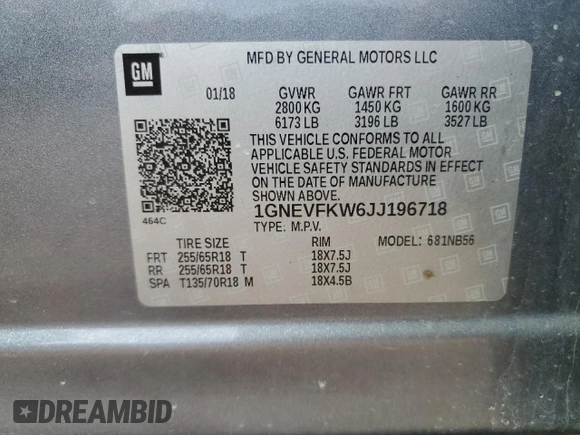 GM
MFD BY GENERAL MOTORS LLC
01/18 GVWR GAWR FRT GAWR RR
2800 KG 1450 KG 1600 KG
6173 LB 3196 LB 3527 LB
THIS VEHICLE CONFORMS TO ALL
APPLICABLE U.S. FEDERAL MOTOR
VEHICLE SAFETY STANDARDS IN EFFECT
ON THE DATE OF MANUFACTURE
SHOWN ABOVE.
464C
1GNEVFKW6JJ196718
TYPE: M.P.V.
TIRE SIZE RIM MODEL: 681NB56
FRT 255/65R18 T 18X7.5J
RR 255/65R18 T 18X7.5J
SPA T135/70R18 M 18X4.5B
DREAMBID